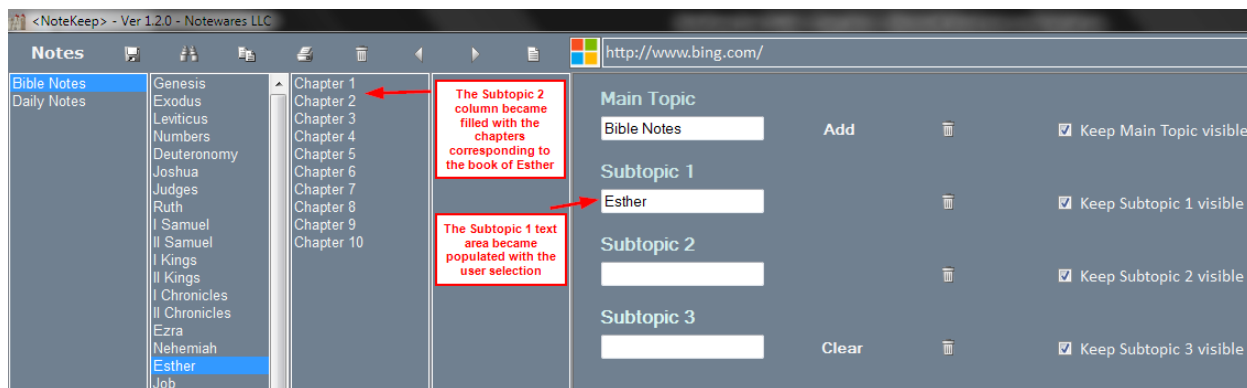 <NoteKeep> - Ver 1.2.0 - Notewares LLC
Notes
http://www.bing.com/
Bible Notes
Daily Notes
Genesis
Exodus
Leviticus
Numbers
Deuteronomy
Joshua
Judges
Ruth
I Samuel
II Samuel
I Kings
II Kings
I Chronicles
II Chronicles
Ezra
Nehemiah
Esther
Job
Chapter 1
Chapter 2
Chapter 3
Chapter 4
Chapter 5
Chapter 6
Chapter 7
Chapter 8
Chapter 9
Chapter 10
The Subtopic 2
column became
filled with the
chapters
corresponding to
the book of Esther
The Subtopic 1 text
area became
populated with the
user selection
Main Topic
Bible Notes
Add
Keep Main Topic visible
Subtopic 1
Esther
Keep Subtopic 1 visible
Subtopic 2
Keep Subtopic 2 visible
Subtopic 3
Clear
Keep Subtopic 3 visible